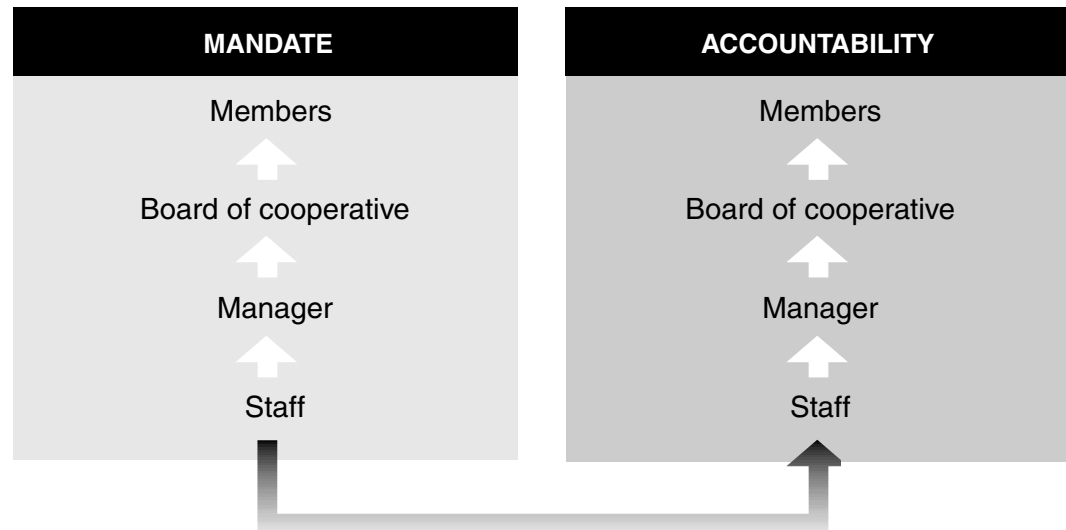 MANDATE
Members
Board of cooperative
Manager
Staff
ACCOUNTABILITY
Members
Board of cooperative
Manager
Staff